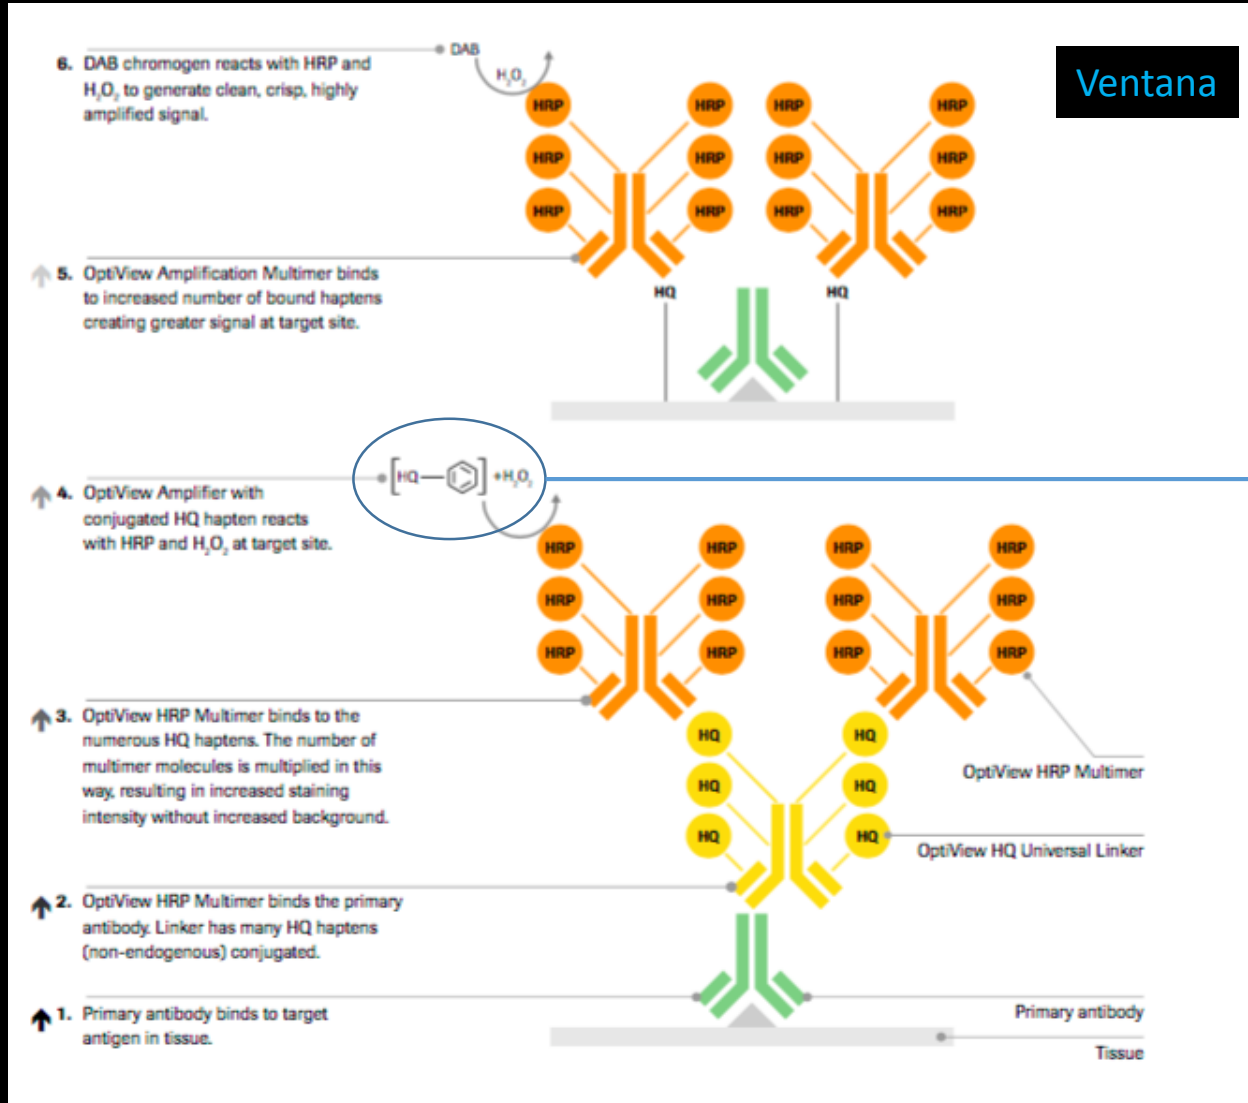 Ventana
DAB
H₂O₂
6. DAB chromogen reacts with HRP and
H₂O₂ to generate clean, crisp, highly
amplified signal.
HRP HRP HRP HRP
HRP HRP HRP HRP
HRP HRP HRP HRP
5. OptiView Amplification Multimer binds
to increased number of bound haptens
creating greater signal at target site.
HQ HQ
[HQ—] +H₂O₂
4. OptiView Amplifier with
conjugated HQ hapten reacts
with HRP and H₂O₂ at target site.
HRP HRP HRP HRP
HRP HRP HRP HRP
HRP HRP HRP HRP
3. OptiView HRP Multimer binds to the
numerous HQ haptens. The number of
multimer molecules is multiplied in this
way, resulting in increased staining
intensity without increased background.
HQ HQ
OptiView HRP Multimer
HQ HQ
HQ HQ
OptiView HQ Universal Linker
2. OptiView HRP Multimer binds the primary
antibody. Linker has many HQ haptens
(non-endogenous) conjugated.
1. Primary antibody binds to target
antigen in tissue.
Primary antibody
Tissue